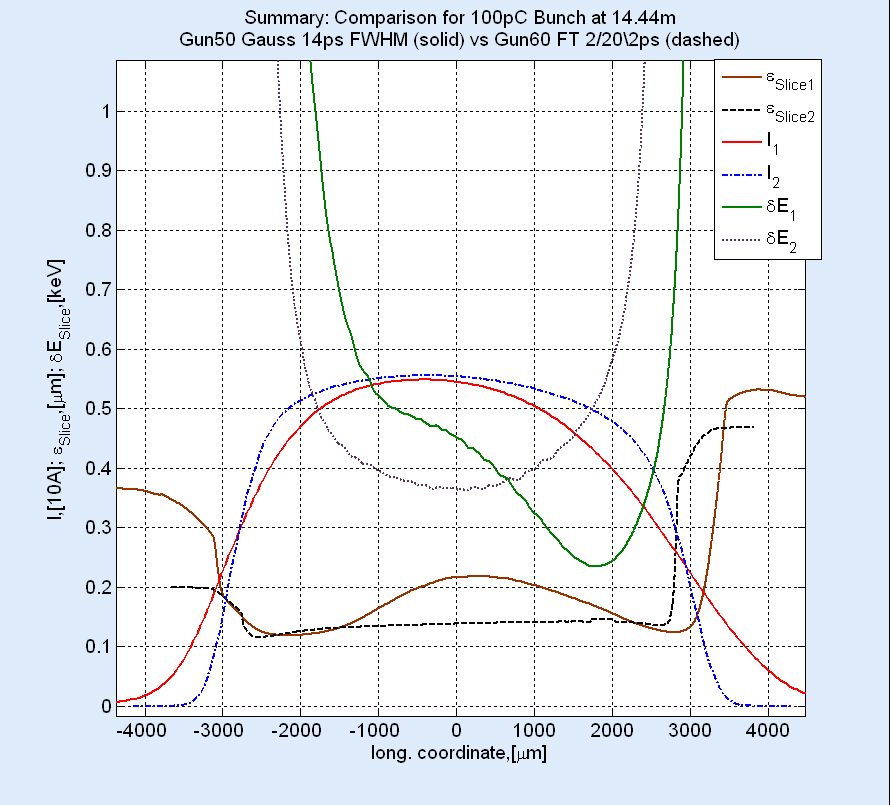 Summary: Comparison for 100pC Bunch at 14.44m
Gun50 Gauss 14ps FWHM (solid) vs Gun60 FT 2/20\2ps (dashed)
εSlice1
εSlice2
I1
I2
δE1
δE2
1
0.9
0.8
0.7
0.6
0.5
0.4
0.3
0.2
0.1
0
I,[10A]; εSlice,[μm]; δESlice,[keV]
-4000 -3000 -2000 -1000 0 1000 2000 3000 4000
long. coordinate,[μm]